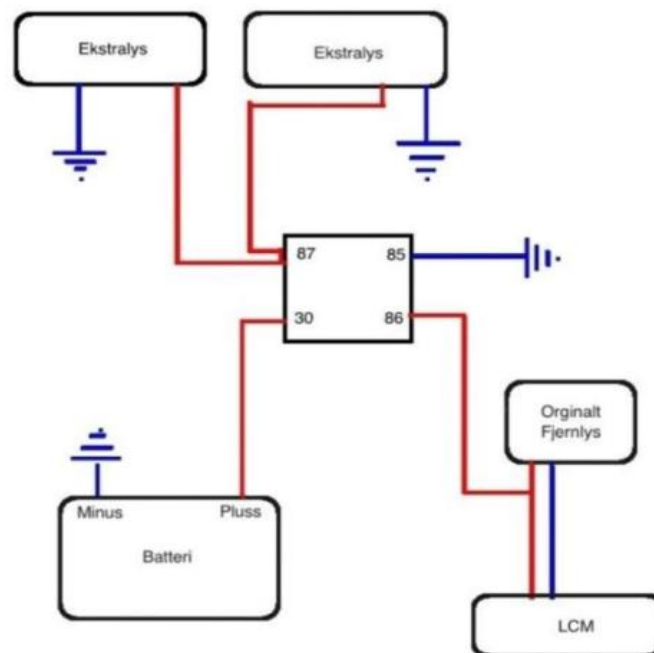 Ekstralys
Ekstralys
87
85
30
86
Orginalt
Fjernlys
Minus
Pluss
Batteri
LCM